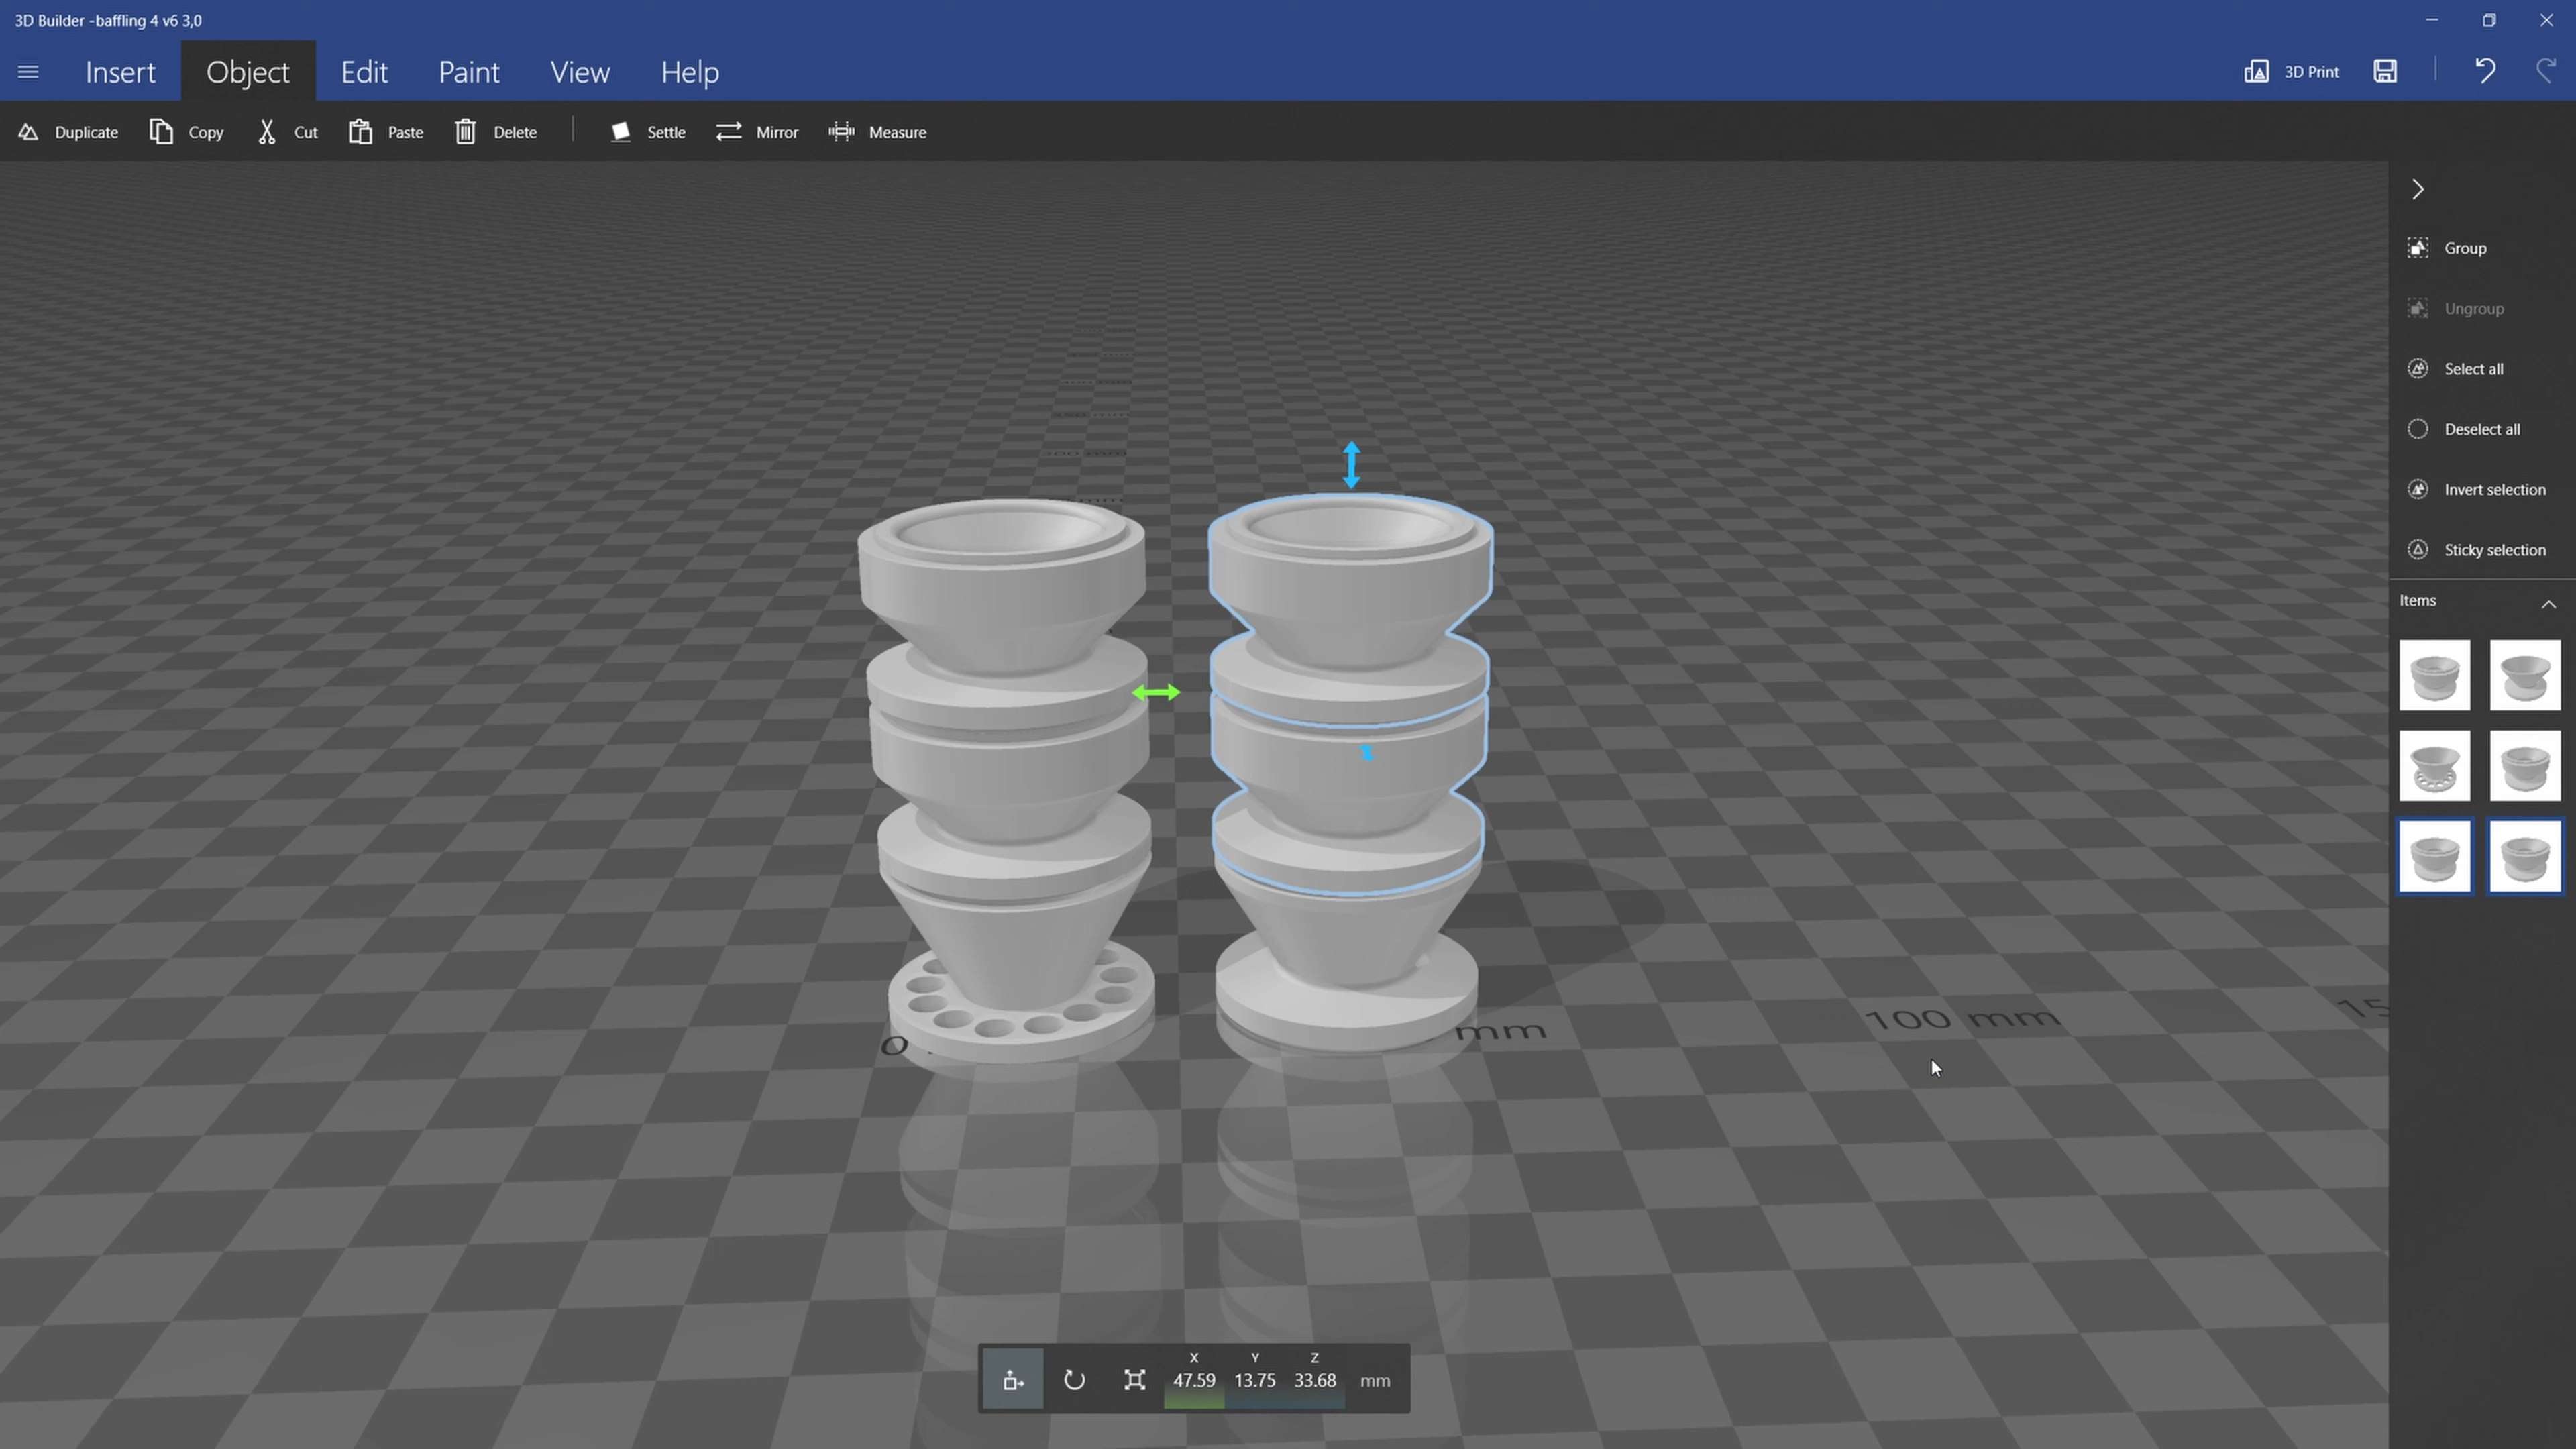 3D Builder -baffling 4 v6 3,0
Insert Object Edit Paint View Help
3D Print
Duplicate Copy Cut Paste Delete Settle Mirror Measure
Group
Ungroup
Select all
Deselect all
Invert selection
Sticky selection
Items
0
mm
100 mm
15
X Y Z
47.59 13.75 33.68 mm